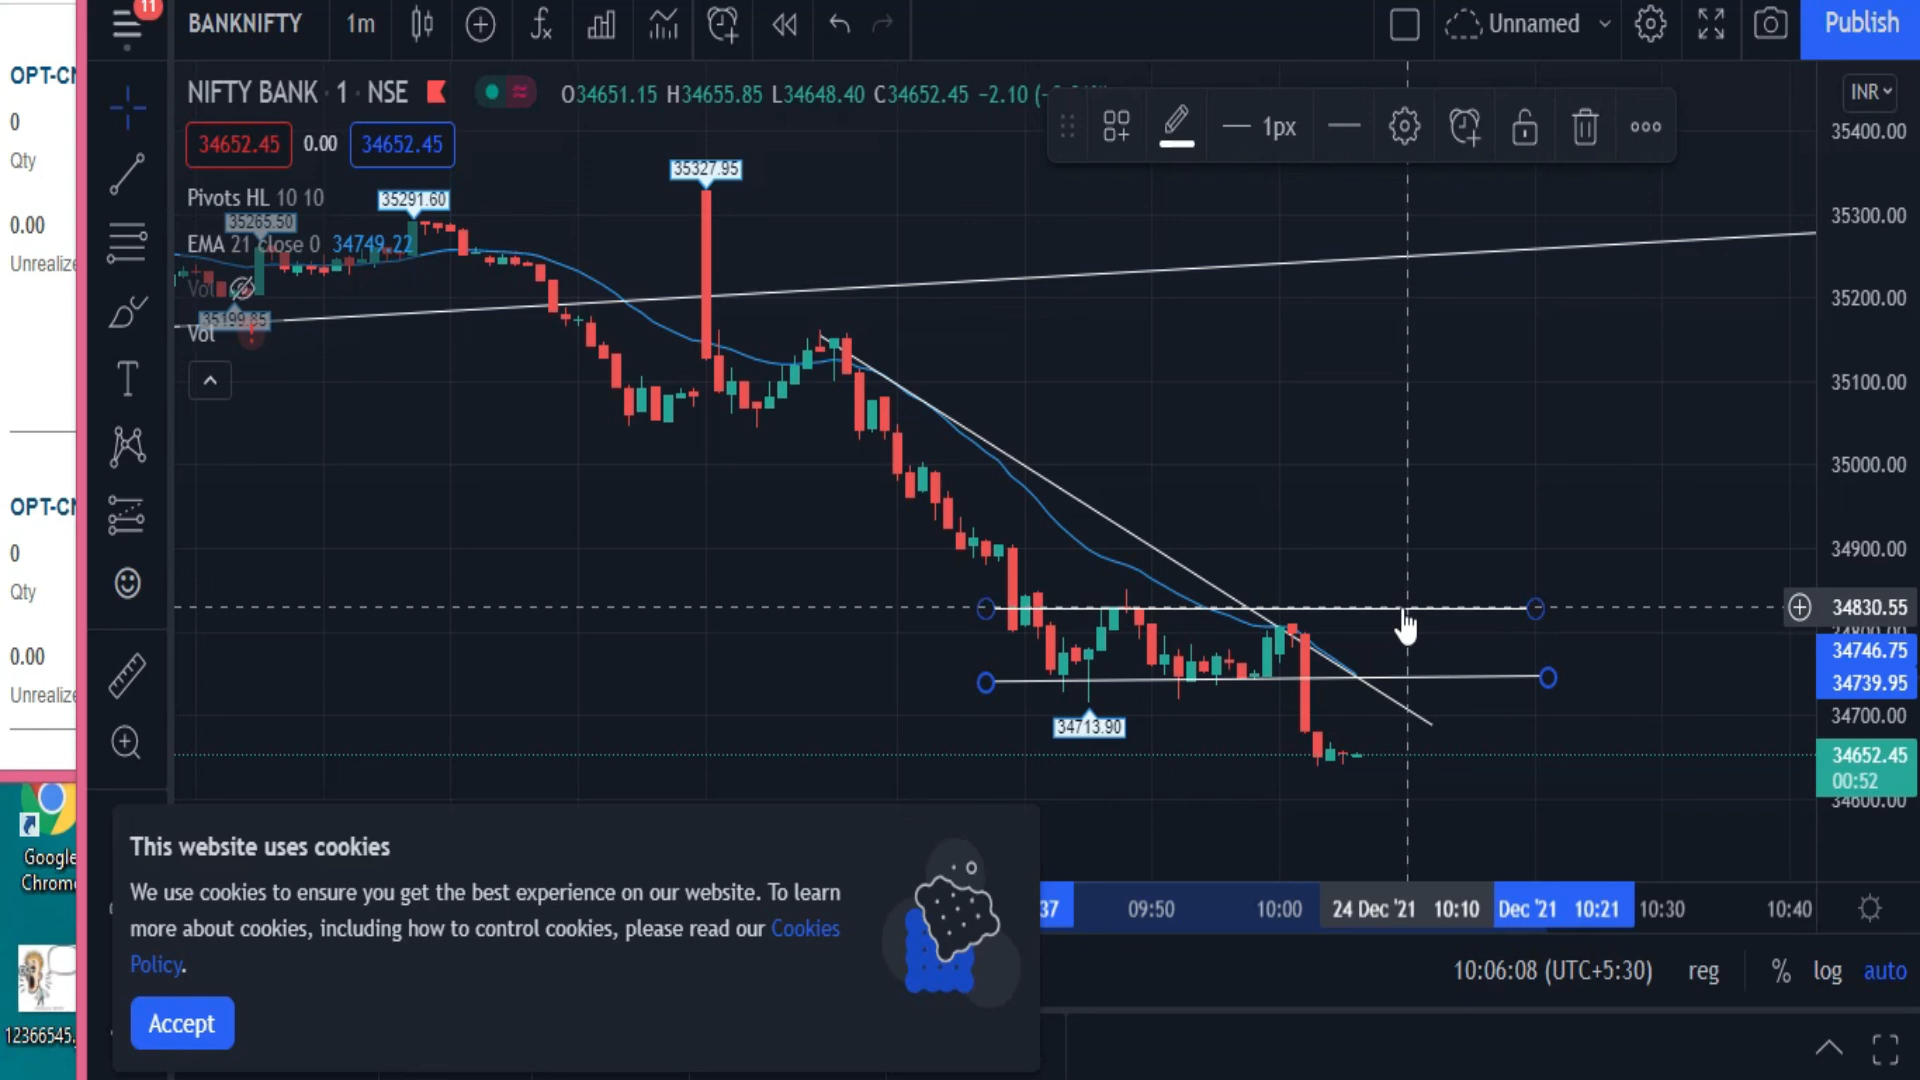 11
BANKNIFTY
1m
Unnamed
Publish
OPT-CN
0
Qty
0.00
Unrealize
OPT-CN
0
Qty
0.00
Unrealize
Google
Chrome
12366545.
NIFTY BANK · 1 · NSE
O34651.15 H34655.85 L34648.40 C34652.45 −2.10
34652.45
0.00
34652.45
Pivots HL 10 10
EMA 21 close 0 34749.22
Vol
Vol
35265.50
35199.85
35291.60
35327.95
34713.90
1px
INR
35400.00
35300.00
35200.00
35100.00
35000.00
34900.00
34830.55
34746.75
34739.95
34700.00
34652.45
00:52
34600.00
This website uses cookies
We use cookies to ensure you get the best experience on our website. To learn
more about cookies, including how to control cookies, please read our Cookies
Policy.
Accept
37
09:50
10:00
24 Dec '21 10:10
Dec '21 10:21
10:30
10:40
10:06:08 (UTC+5:30)
reg
%
log
auto